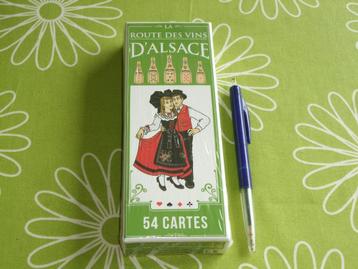 LA
ROUTE DES VINS
D'ALSACE
54 CARTES